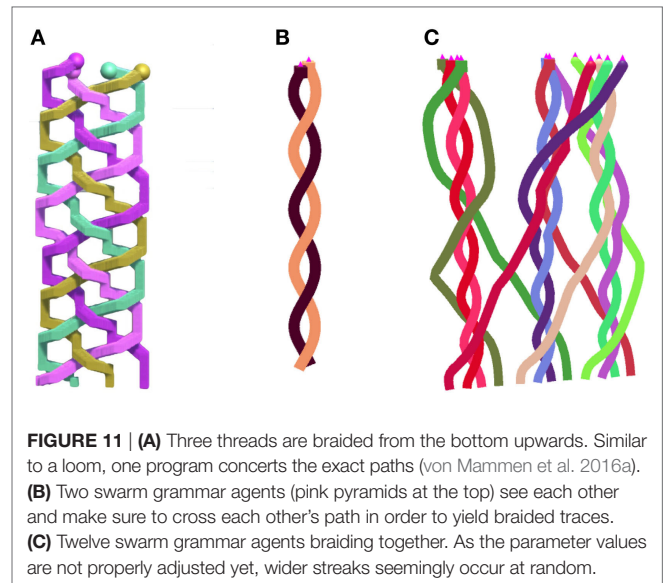 A
B
C
FIGURE 11 | (A) Three threads are braided from the bottom upwards. Similar
to a loom, one program concerts the exact paths (von Mammen et al. 2016a).
(B) Two swarm grammar agents (pink pyramids at the top) see each other
and make sure to cross each other's path in order to yield braided traces.
(C) Twelve swarm grammar agents braiding together. As the parameter values
are not properly adjusted yet, wider streaks seemingly occur at random.